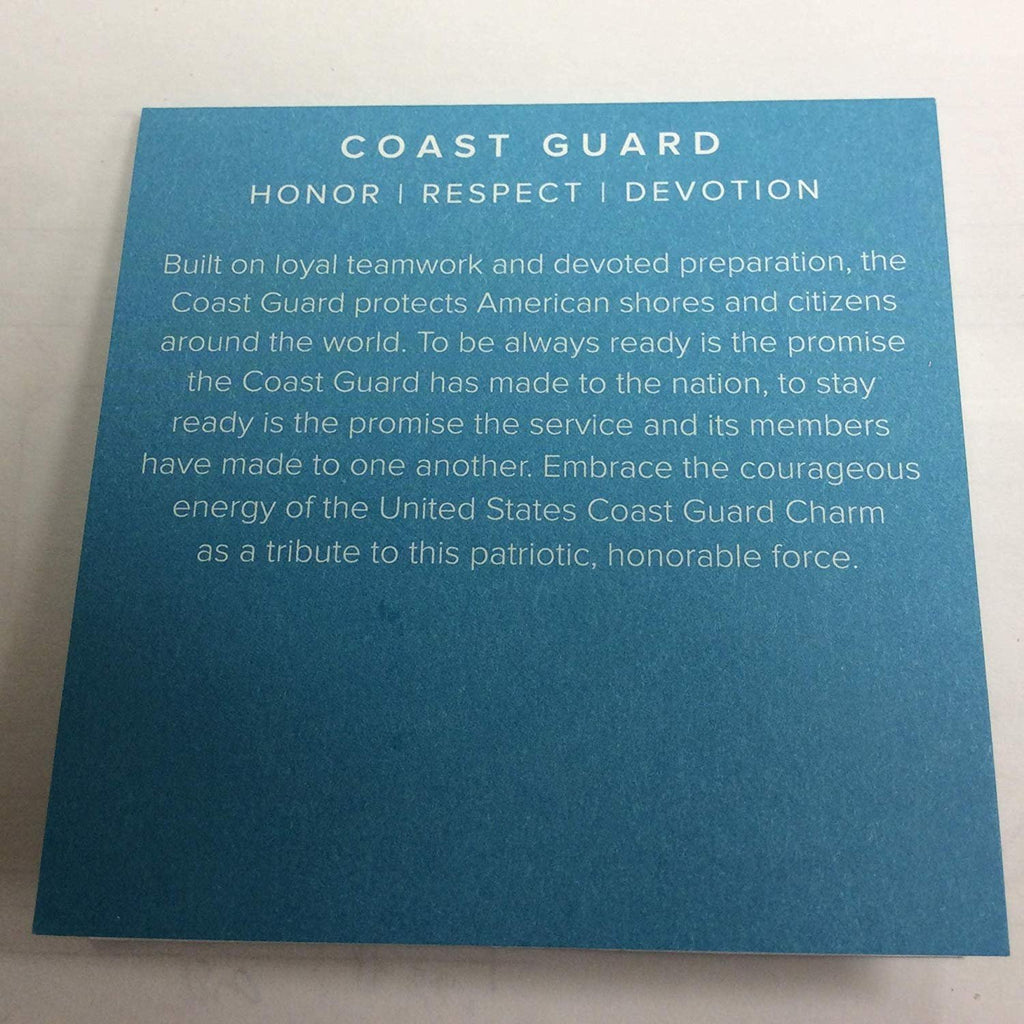 COAST GUARD
HONOR | RESPECT | DEVOTION
Built on loyal teamwork and devoted preparation, the
Coast Guard protects American shores and citizens
around the world. To be always ready is the promise
the Coast Guard has made to the nation, to stay
ready is the promise the service and its members
have made to one another. Embrace the courageous
energy of the United States Coast Guard Charm
as a tribute to this patriotic, honorable force.